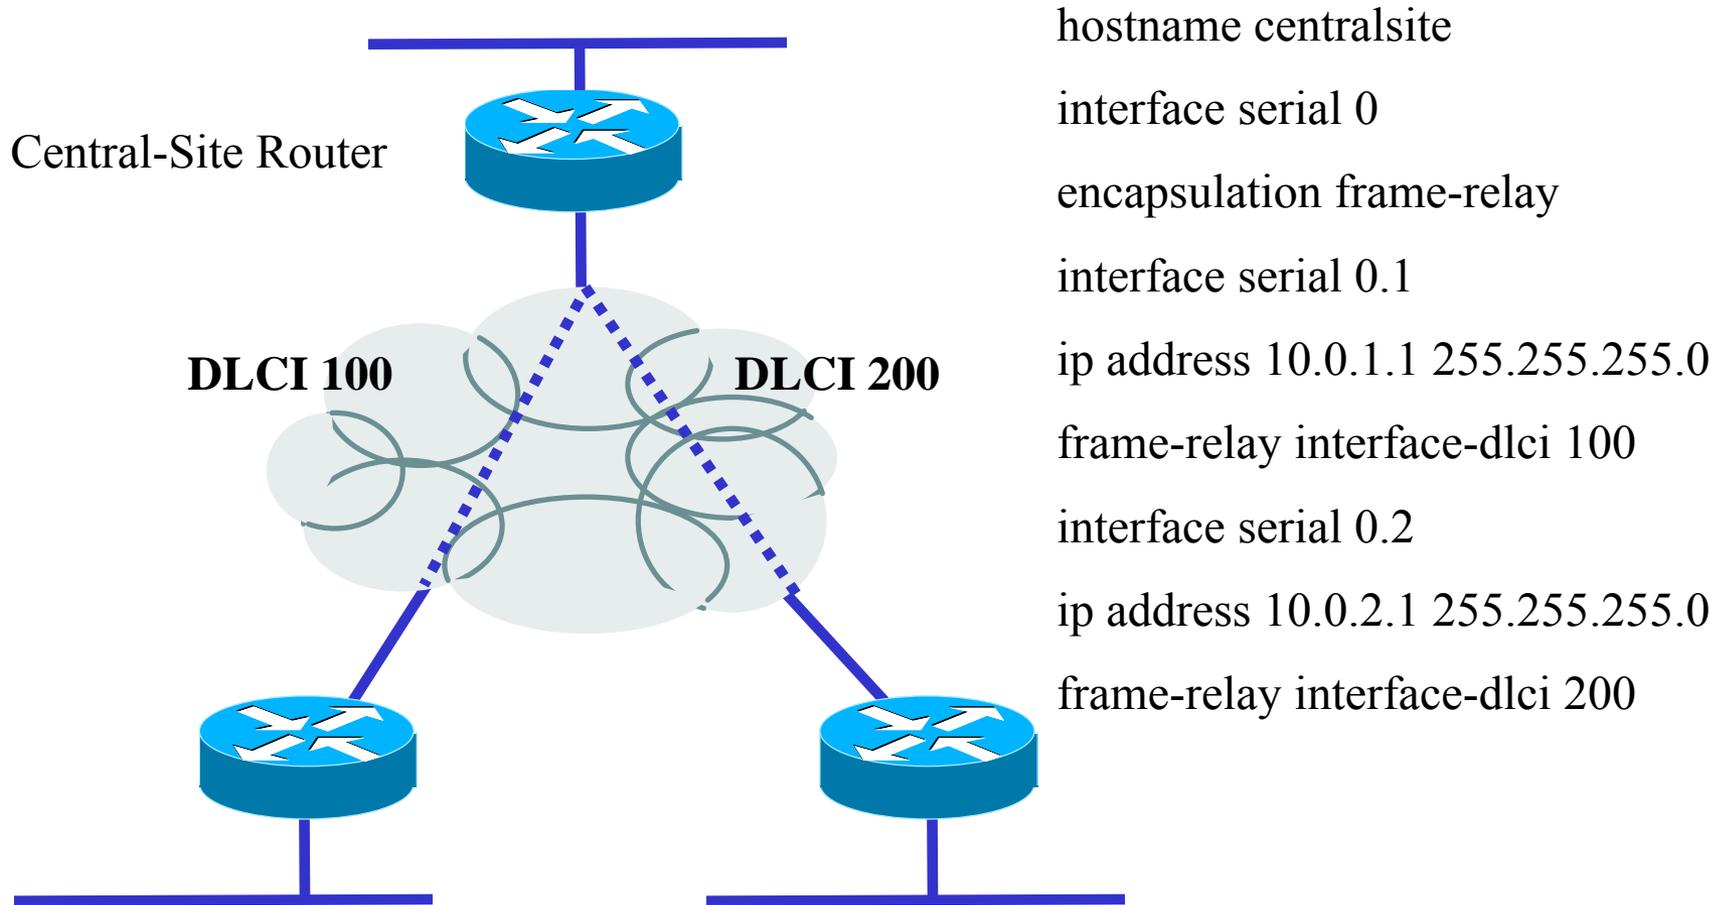 Central-Site Router
DLCI 100
DLCI 200
hostname centralsite
interface serial 0
encapsulation frame-relay
interface serial 0.1
ip address 10.0.1.1 255.255.255.0
frame-relay interface-dlci 100
interface serial 0.2
ip address 10.0.2.1 255.255.255.0
frame-relay interface-dlci 200